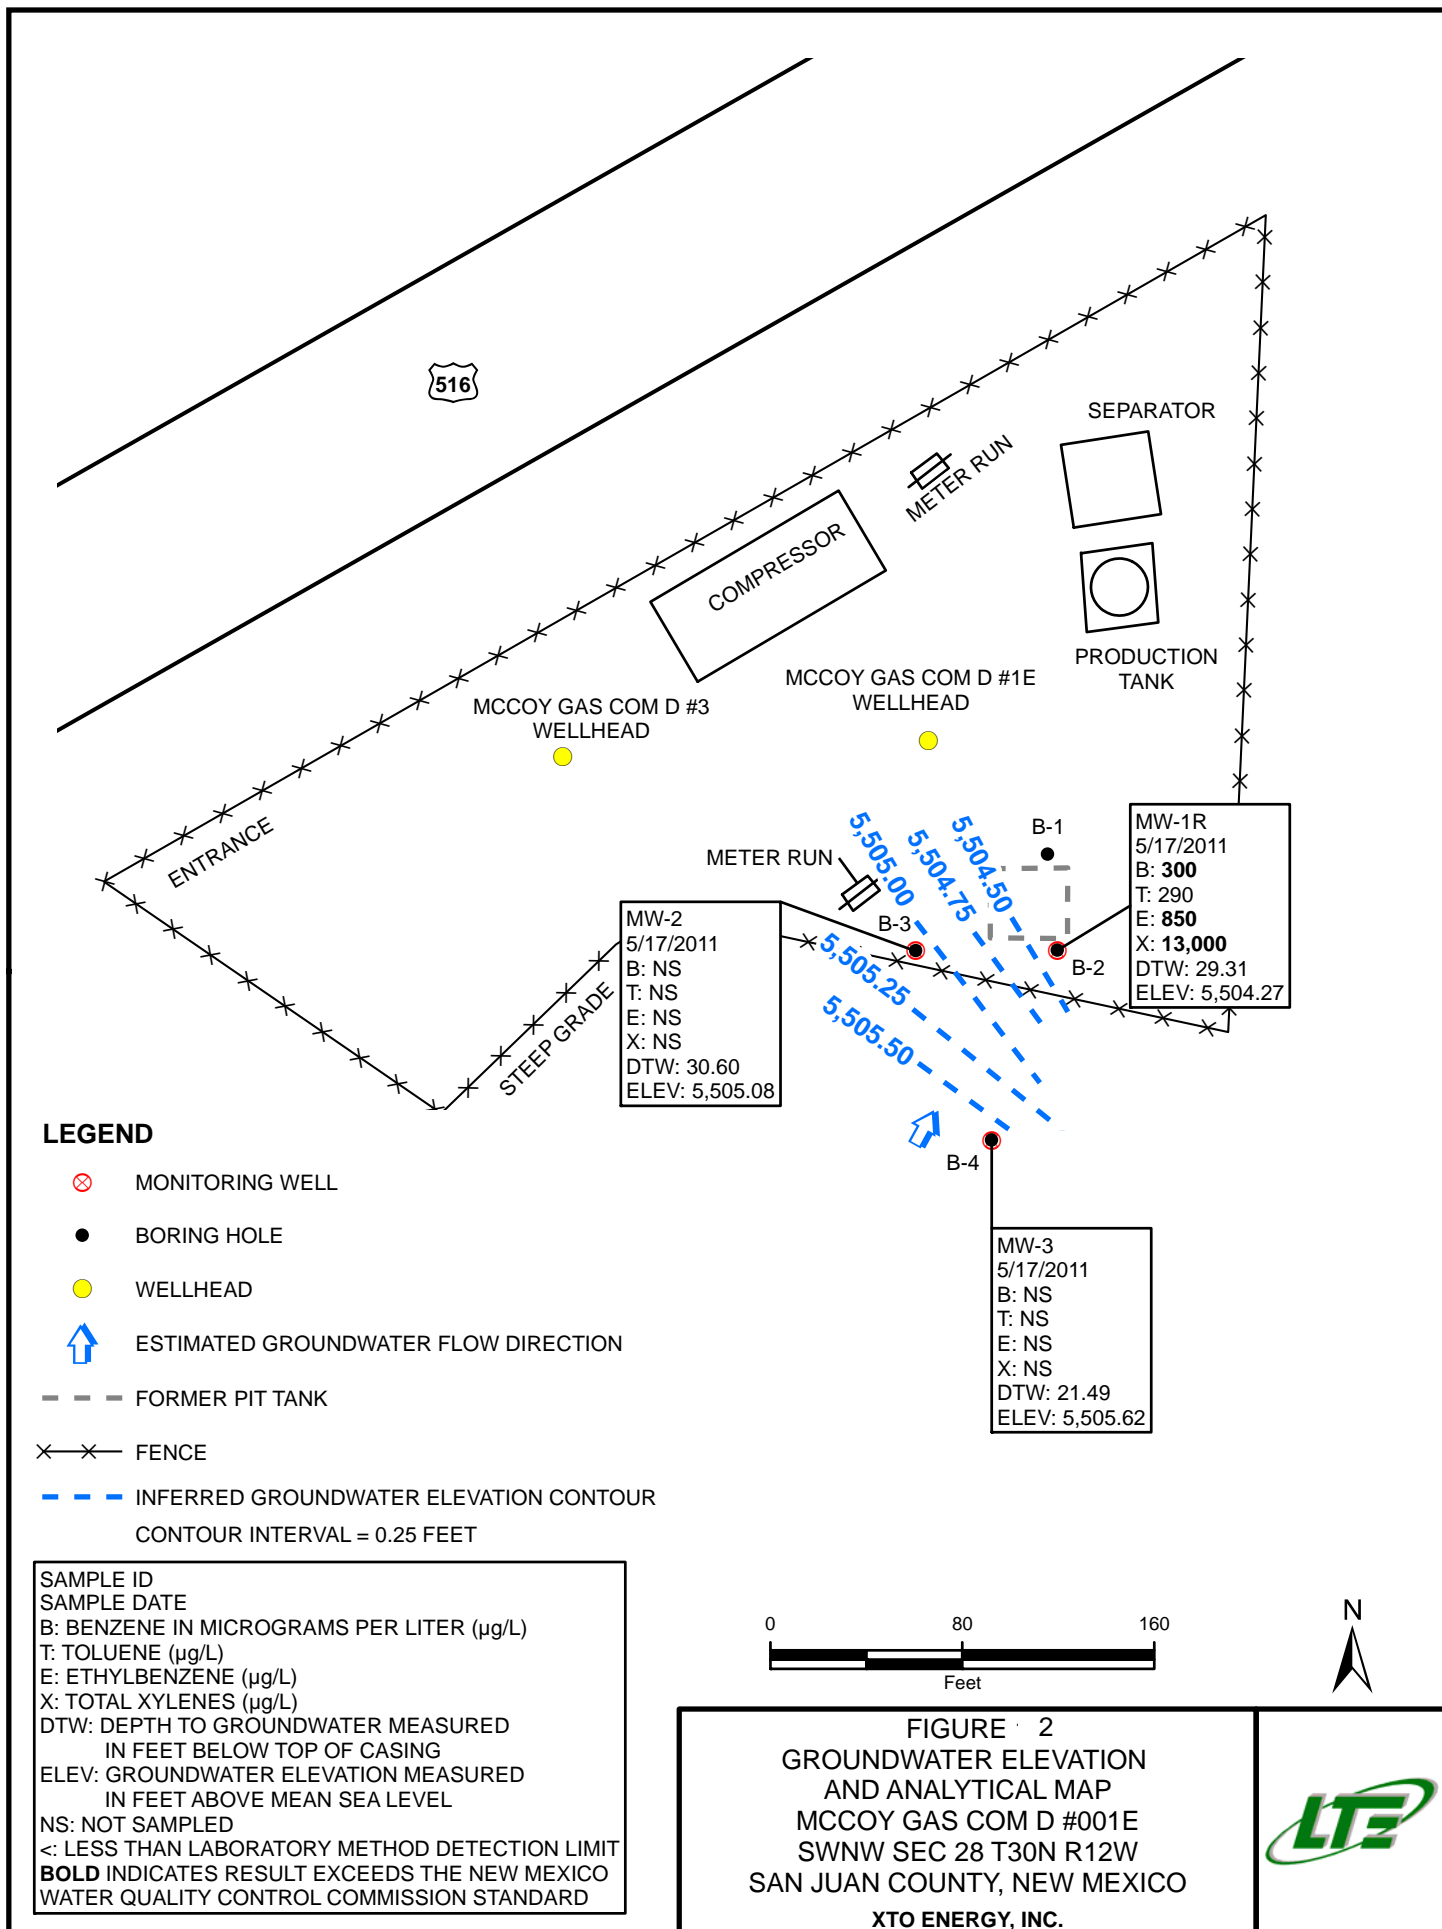 516
SEPARATOR
METER RUN
COMPRESSOR
PRODUCTION
TANK
MCCOY GAS COM D #1E
WELLHEAD
MCCOY GAS COM D #3
WELLHEAD
ENTRANCE
METER RUN
B-1
B-3
B-2
B-4
5,505.00
5,504.75
5,504.50
5,505.25
5,505.50
STEEP GRADE
MW-1R
5/17/2011
B: 300
T: 290
E: 850
X: 13,000
DTW: 29.31
ELEV: 5,504.27
MW-2
5/17/2011
B: NS
T: NS
E: NS
X: NS
DTW: 30.60
ELEV: 5,505.08
MW-3
5/17/2011
B: NS
T: NS
E: NS
X: NS
DTW: 21.49
ELEV: 5,505.62
LEGEND
MONITORING WELL
BORING HOLE
WELLHEAD
ESTIMATED GROUNDWATER FLOW DIRECTION
FORMER PIT TANK
FENCE
INFERRED GROUNDWATER ELEVATION CONTOUR
CONTOUR INTERVAL = 0.25 FEET
SAMPLE ID
SAMPLE DATE
B: BENZENE IN MICROGRAMS PER LITER (µg/L)
T: TOLUENE (µg/L)
E: ETHYLBENZENE (µg/L)
X: TOTAL XYLENES (µg/L)
DTW: DEPTH TO GROUNDWATER MEASURED
IN FEET BELOW TOP OF CASING
ELEV: GROUNDWATER ELEVATION MEASURED
IN FEET ABOVE MEAN SEA LEVEL
NS: NOT SAMPLED
<: LESS THAN LABORATORY METHOD DETECTION LIMIT
BOLD INDICATES RESULT EXCEEDS THE NEW MEXICO
WATER QUALITY CONTROL COMMISSION STANDARD
0 80 160
Feet
N
FIGURE 2
GROUNDWATER ELEVATION
AND ANALYTICAL MAP
MCCOY GAS COM D #001E
SWNW SEC 28 T30N R12W
SAN JUAN COUNTY, NEW MEXICO
XTO ENERGY, INC.
LTE